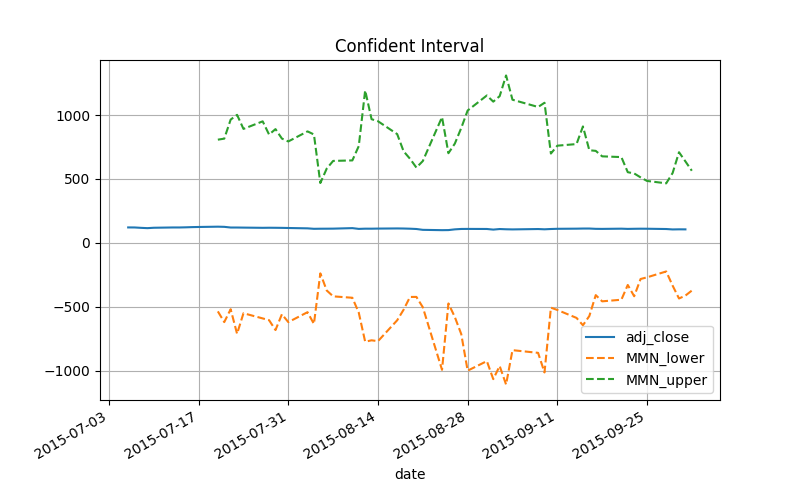 Confident Interval
1000
500
0
−500
−1000
adj_close
MMN_lower
MMN_upper
2015-07-03
2015-07-17
2015-07-31
2015-08-14
2015-08-28
2015-09-11
2015-09-25
date